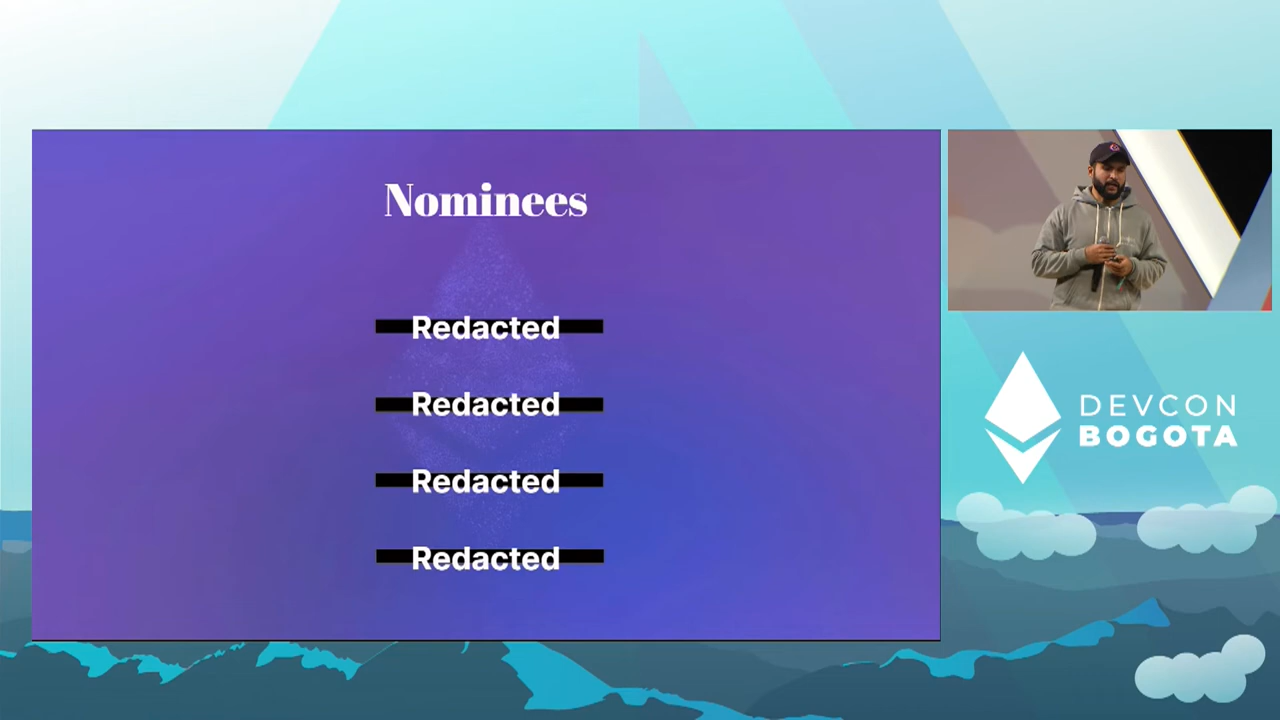 Nominees
Redacted
Redacted
Redacted
Redacted
DEVCON
BOGOTA